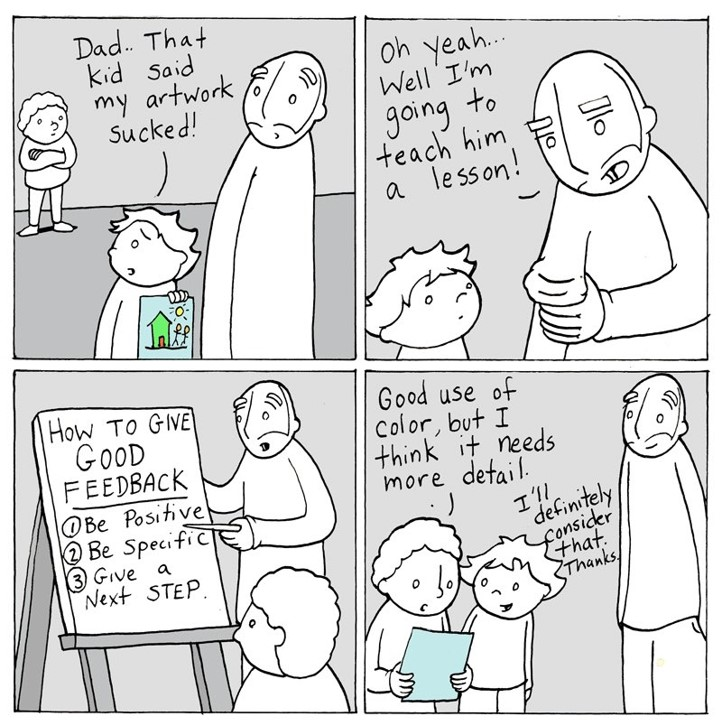 Dad.. That
kid said
my artwork
sucked!
Oh yeah...
Well I'm
going to
teach him
a lesson!
HOW TO GIVE
GOOD
FEEDBACK
① Be Positive
② Be Specific
③ Give a
Next STEP.
Good use of
color, but I
think it needs
more detail.
I'll
definitely
consider
that.
Thanks.